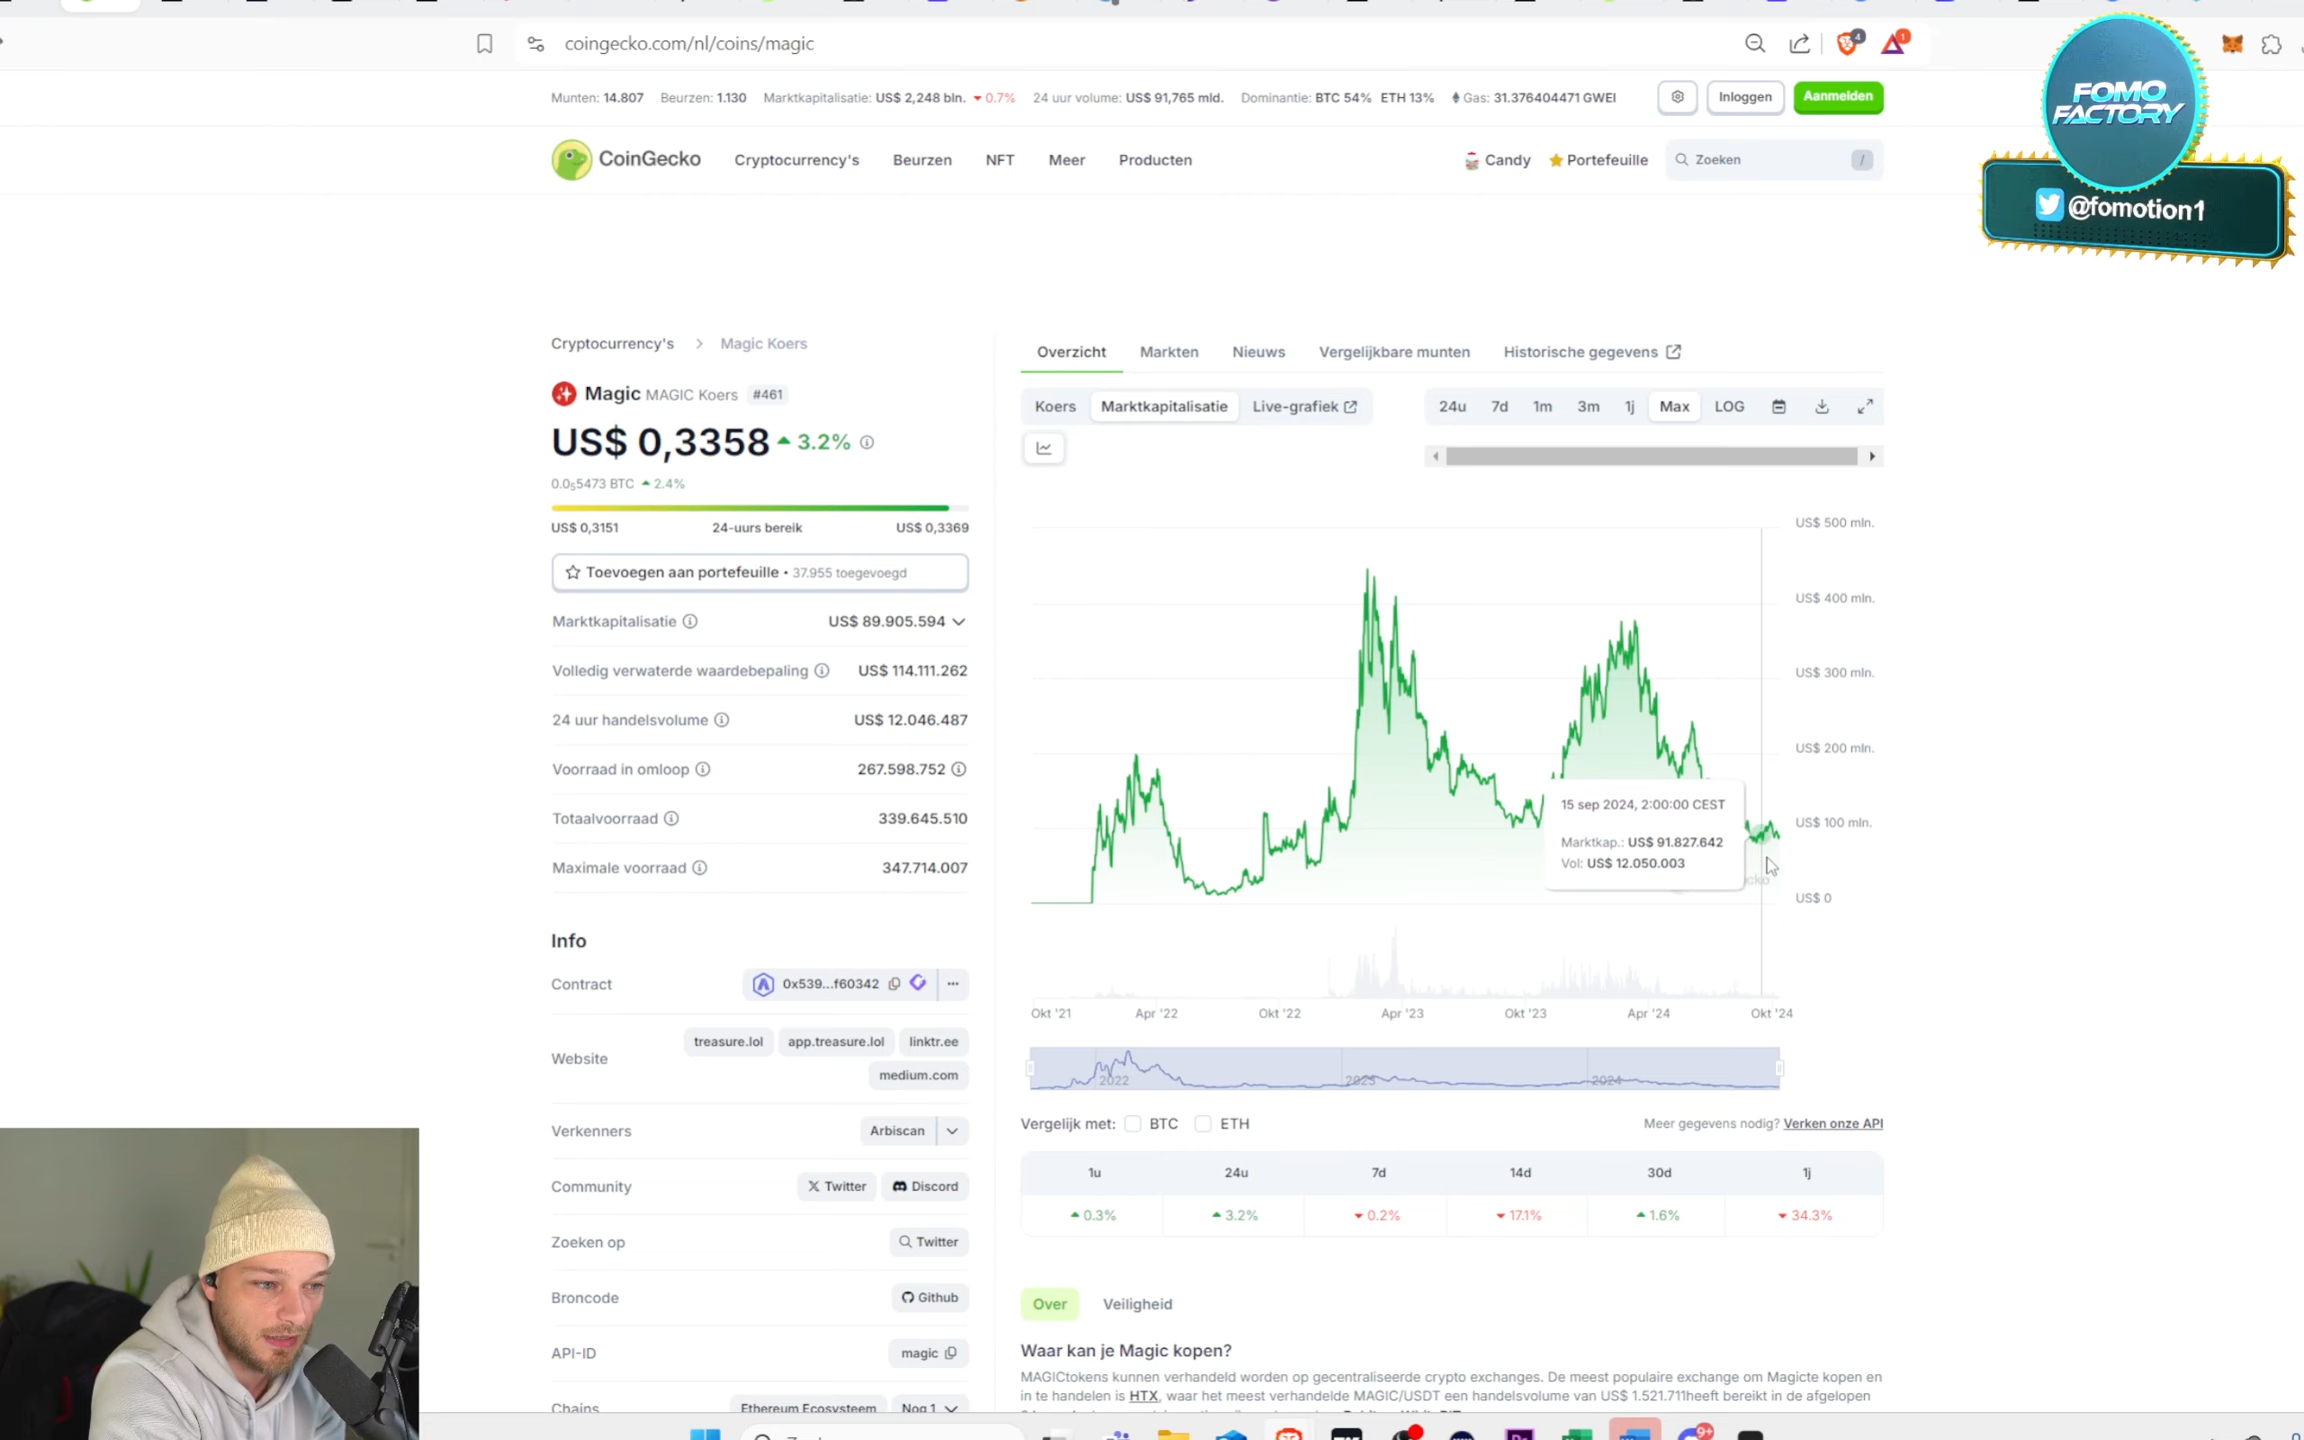 coingecko.com/nl/coins/magic
4
1
FOMO
FACTORY
@fomotion1
Munten: 14.807 Beurzen: 1.130 Marktkapitalisatie: US$ 2,248 bln. 0.7% 24 uur volume: US$ 91,765 mld. Dominantie: BTC 54% ETH 13% Gas: 31.376404471 GWEI
Inloggen
Aanmelden
CoinGecko
Cryptocurrency's Beurzen NFT Meer Producten
Candy Portefeuille Zoeken /
Cryptocurrency's > Magic Koers
Magic MAGIC Koers #461
US$ 0,3358 3.2%
0.0₅5473 BTC 2.4%
US$ 0,3151 24-uurs bereik US$ 0,3369
Toevoegen aan portefeuille • 37.955 toegevoegd
Marktkapitalisatie US$ 89.905.594
Volledig verwaterde waardebepaling US$ 114.111.262
24 uur handelsvolume US$ 12.046.487
Voorraad in omloop 267.598.752
Totaalvoorraad 339.645.510
Maximale voorraad 347.714.007
Info
Contract 0x539...f60342
Website treasure.lol app.treasure.lol linktr.ee
medium.com
Verkenners Arbiscan
Community Twitter Discord
Zoeken op Twitter
Broncode Github
API-ID magic
Chains Ethereum Ecosysteem Nog 1
Overzicht Markten Nieuws Vergelijkbare munten Historische gegevens
Koers Marktkapitalisatie Live-grafiek
24u 7d 1m 3m 1j Max LOG
US$ 500 mln.
US$ 400 mln.
US$ 300 mln.
US$ 200 mln.
US$ 100 mln.
US$ 0
15 sep 2024, 2:00:00 CEST
Marktkap.: US$ 91.827.642
Vol: US$ 12.050.003
Okt '21 Apr '22 Okt '22 Apr '23 Okt '23 Apr '24 Okt '24
2022 2023 2024
Vergelijk met: BTC ETH
Meer gegevens nodig? Verken onze API
1u 24u 7d 14d 30d 1j
0.3% 3.2% 0.2% 17.1% 1.6% 34.3%
Over Veiligheid
Waar kan je Magic kopen?
MAGICtokens kunnen verhandeld worden op gecentraliseerde crypto exchanges. De meest populaire exchange om Magicte kopen en
in te handelen is HTX, waar het meest verhandelde MAGIC/USDT een handelsvolume van US$ 1.521.711heeft bereikt in de afgelopen
9+